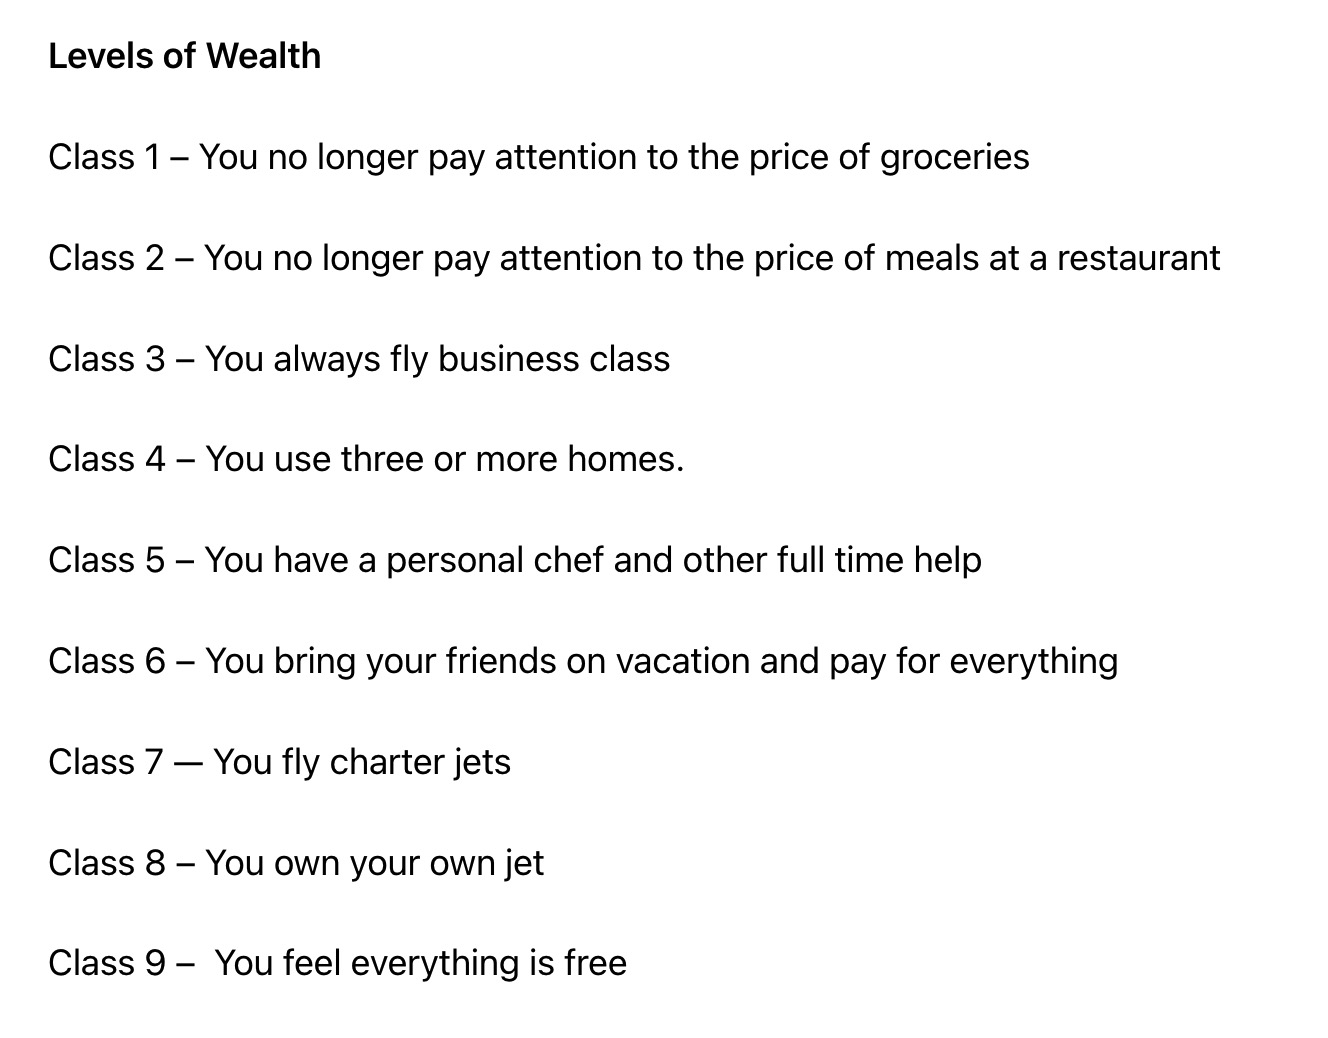 Levels of Wealth
Class 1 – You no longer pay attention to the price of groceries
Class 2 – You no longer pay attention to the price of meals at a restaurant
Class 3 – You always fly business class
Class 4 – You use three or more homes.
Class 5 – You have a personal chef and other full time help
Class 6 – You bring your friends on vacation and pay for everything
Class 7 — You fly charter jets
Class 8 – You own your own jet
Class 9 –  You feel everything is free